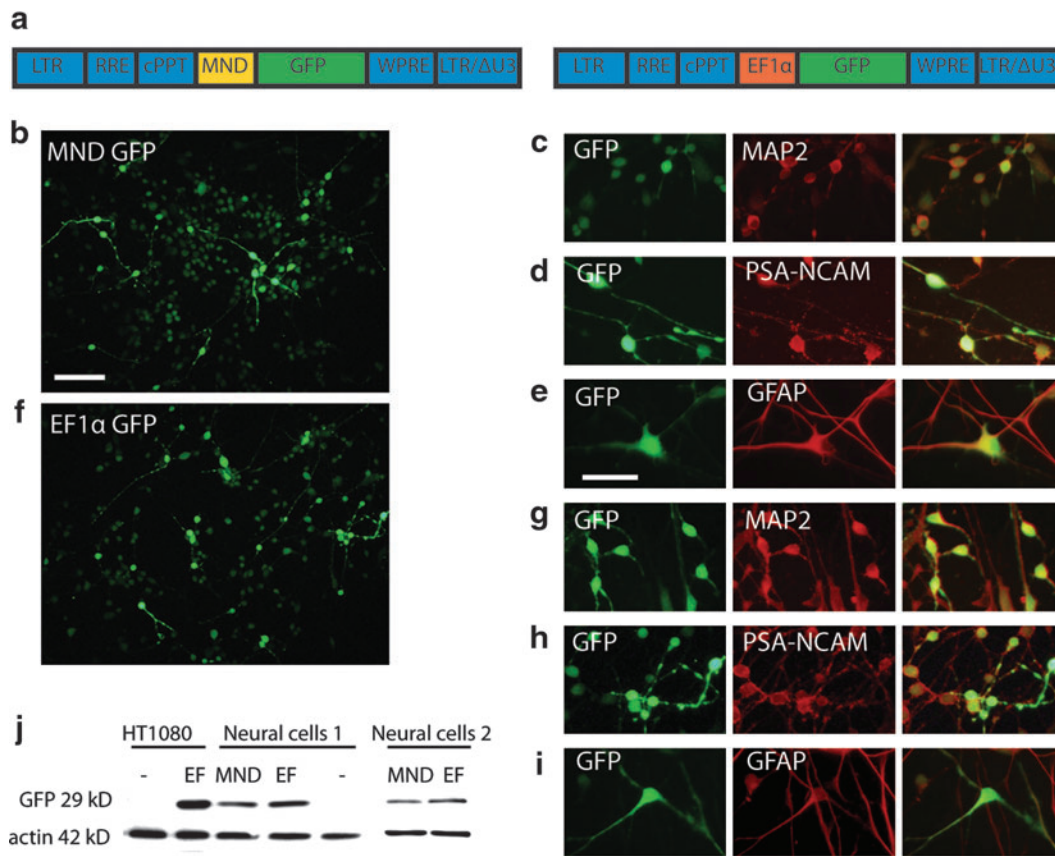 a
LTR RRE cPPT MND GFP WPRE LTR/ΔU3
LTR RRE cPPT EF1α GFP WPRE LTR/ΔU3
b
MND GFP
f
EF1α GFP
c
GFP MAP2
d
GFP PSA-NCAM
e
GFP GFAP
g
GFP MAP2
h
GFP PSA-NCAM
i
GFP GFAP
j
HT1080 Neural cells 1 Neural cells 2
- EF MND EF - MND EF
GFP 29 kD
actin 42 kD